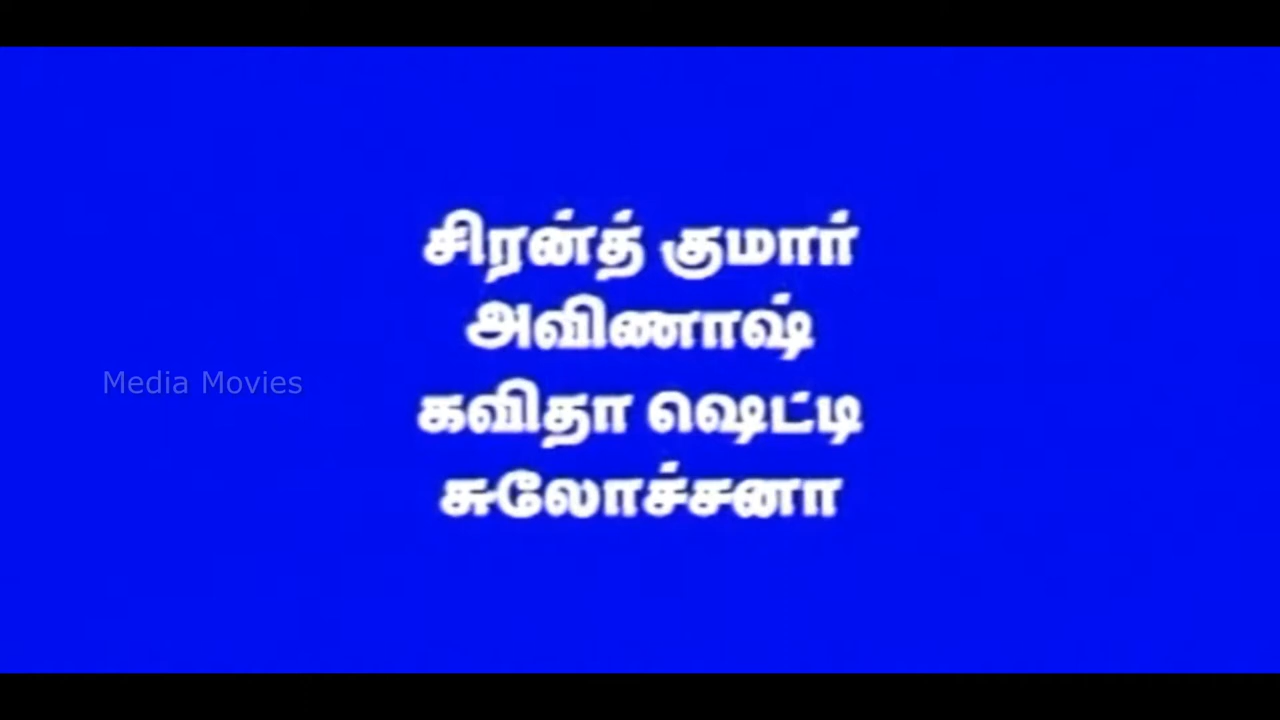 சிரன்த் குமார்
அவிணாஷ்
Media Movies
கவிதா ஷெட்டி
சுலோச்சனா